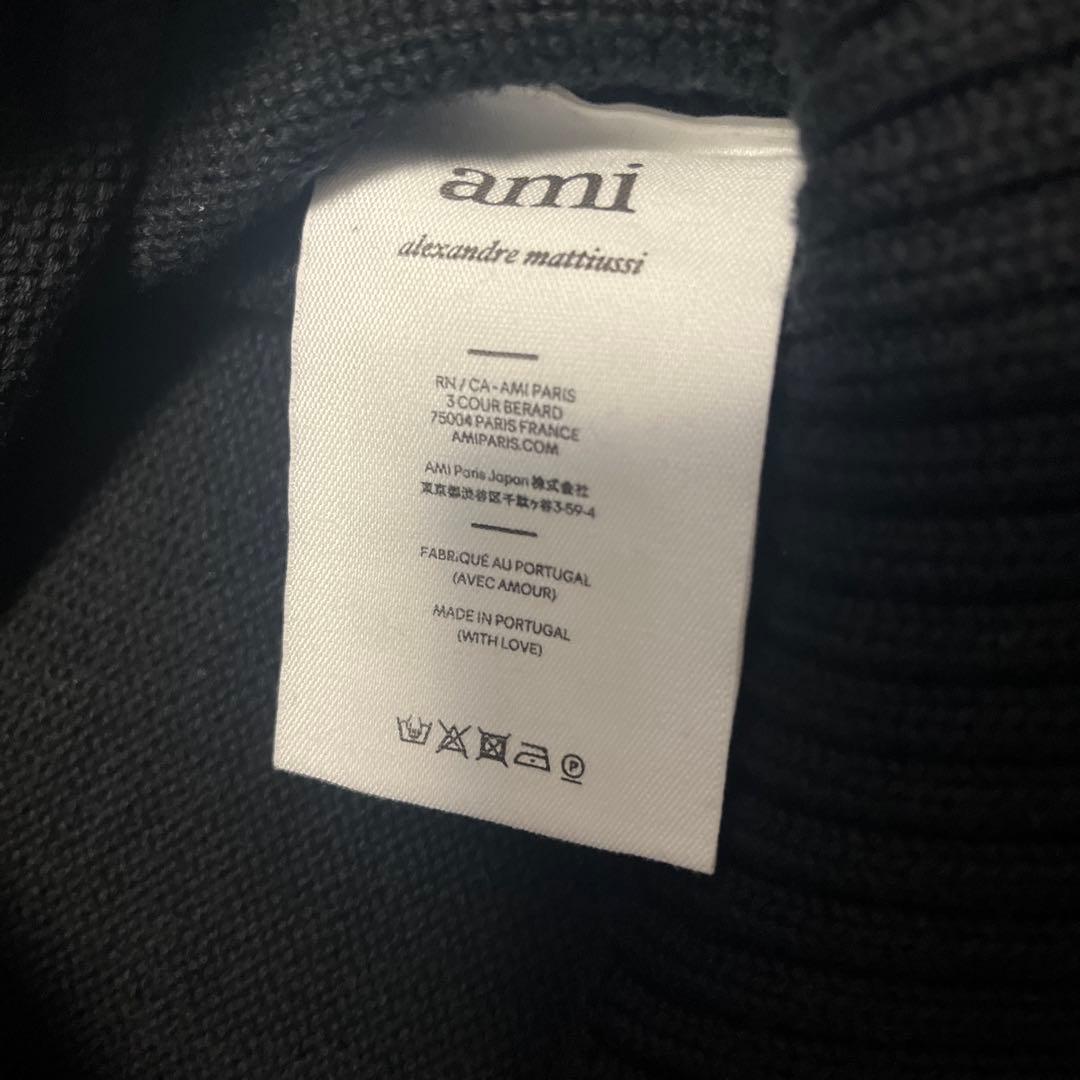 ami
alexandre mattiussi
RN / CA - AMI PARIS
3 COUR BERARD
75004 PARIS FRANCE
AMIPARIS.COM
AMI Paris Japan 株式会社
東京都渋谷区千駄ヶ谷3-59-4
FABRIQUÉ AU PORTUGAL
(AVEC AMOUR)
MADE IN PORTUGAL
(WITH LOVE)
P